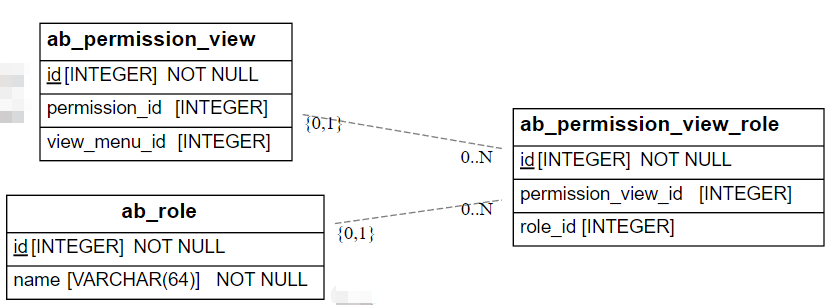 ab_permission_view
id [INTEGER] NOT NULL
permission_id [INTEGER]
view_menu_id [INTEGER]
{0,1}
0..N
ab_permission_view_role
id [INTEGER] NOT NULL
permission_view_id [INTEGER]
role_id [INTEGER]
ab_role
id [INTEGER] NOT NULL
name [VARCHAR(64)] NOT NULL
{0,1}
0..N